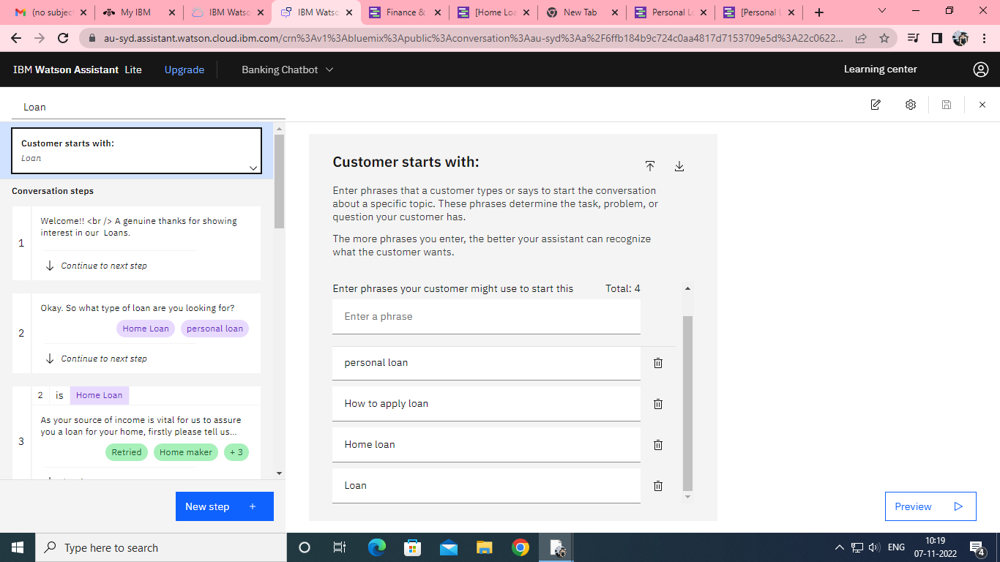 (no subject
My IBM
IBM Watso
IBM Watso
Finance &
[Home Loa
New Tab
Personal Lo
[Personal L
au-syd.assistant.watson.cloud.ibm.com/crn%3Av1%3Abluemix%3Apublic%3Aconversation%3Aau-syd%3Aa%2F6ffb184b9c724c0aa4817d7153709e5d%3A22c0622...
IBM Watson Assistant Lite
Upgrade
Banking Chatbot
Learning center
Loan
Customer starts with:
Loan
Conversation steps
1
Welcome!! <br /> A genuine thanks for showing
interest in our Loans.
Continue to next step
2
Okay. So what type of loan are you looking for?
Home Loan
personal loan
Continue to next step
3
2 is Home Loan
As your source of income is vital for us to assure
you a loan for your home, firstly please tell us...
Retried
Home maker
+ 3
New step +
Customer starts with:
Enter phrases that a customer types or says to start the conversation
about a specific topic. These phrases determine the task, problem, or
question your customer has.
The more phrases you enter, the better your assistant can recognize
what the customer wants.
Enter phrases your customer might use to start this
Total: 4
Enter a phrase
personal loan
How to apply loan
Home loan
Loan
Preview
Type here to search
ENG
10:19
07-11-2022
4